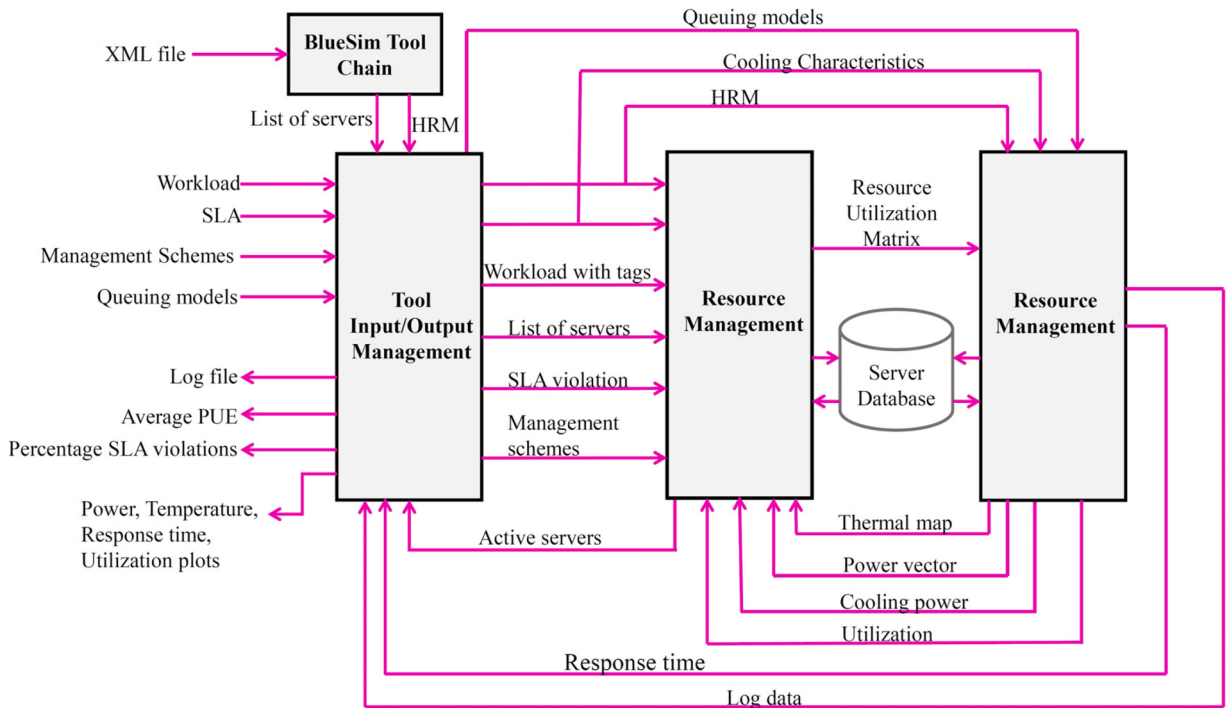 Queuing models
XML file
BlueSim Tool
Chain
Cooling Characteristics
HRM
List of servers
HRM
Workload
SLA
Management Schemes
Queuing models
Log file
Average PUE
Percentage SLA violations
Power, Temperature,
Response time,
Utilization plots
Tool
Input/Output
Management
Workload with tags
List of servers
SLA violation
Management
schemes
Active servers
Resource
Management
Resource
Utilization
Matrix
Server
Database
Resource
Management
Thermal map
Power vector
Cooling power
Utilization
Response time
Log data